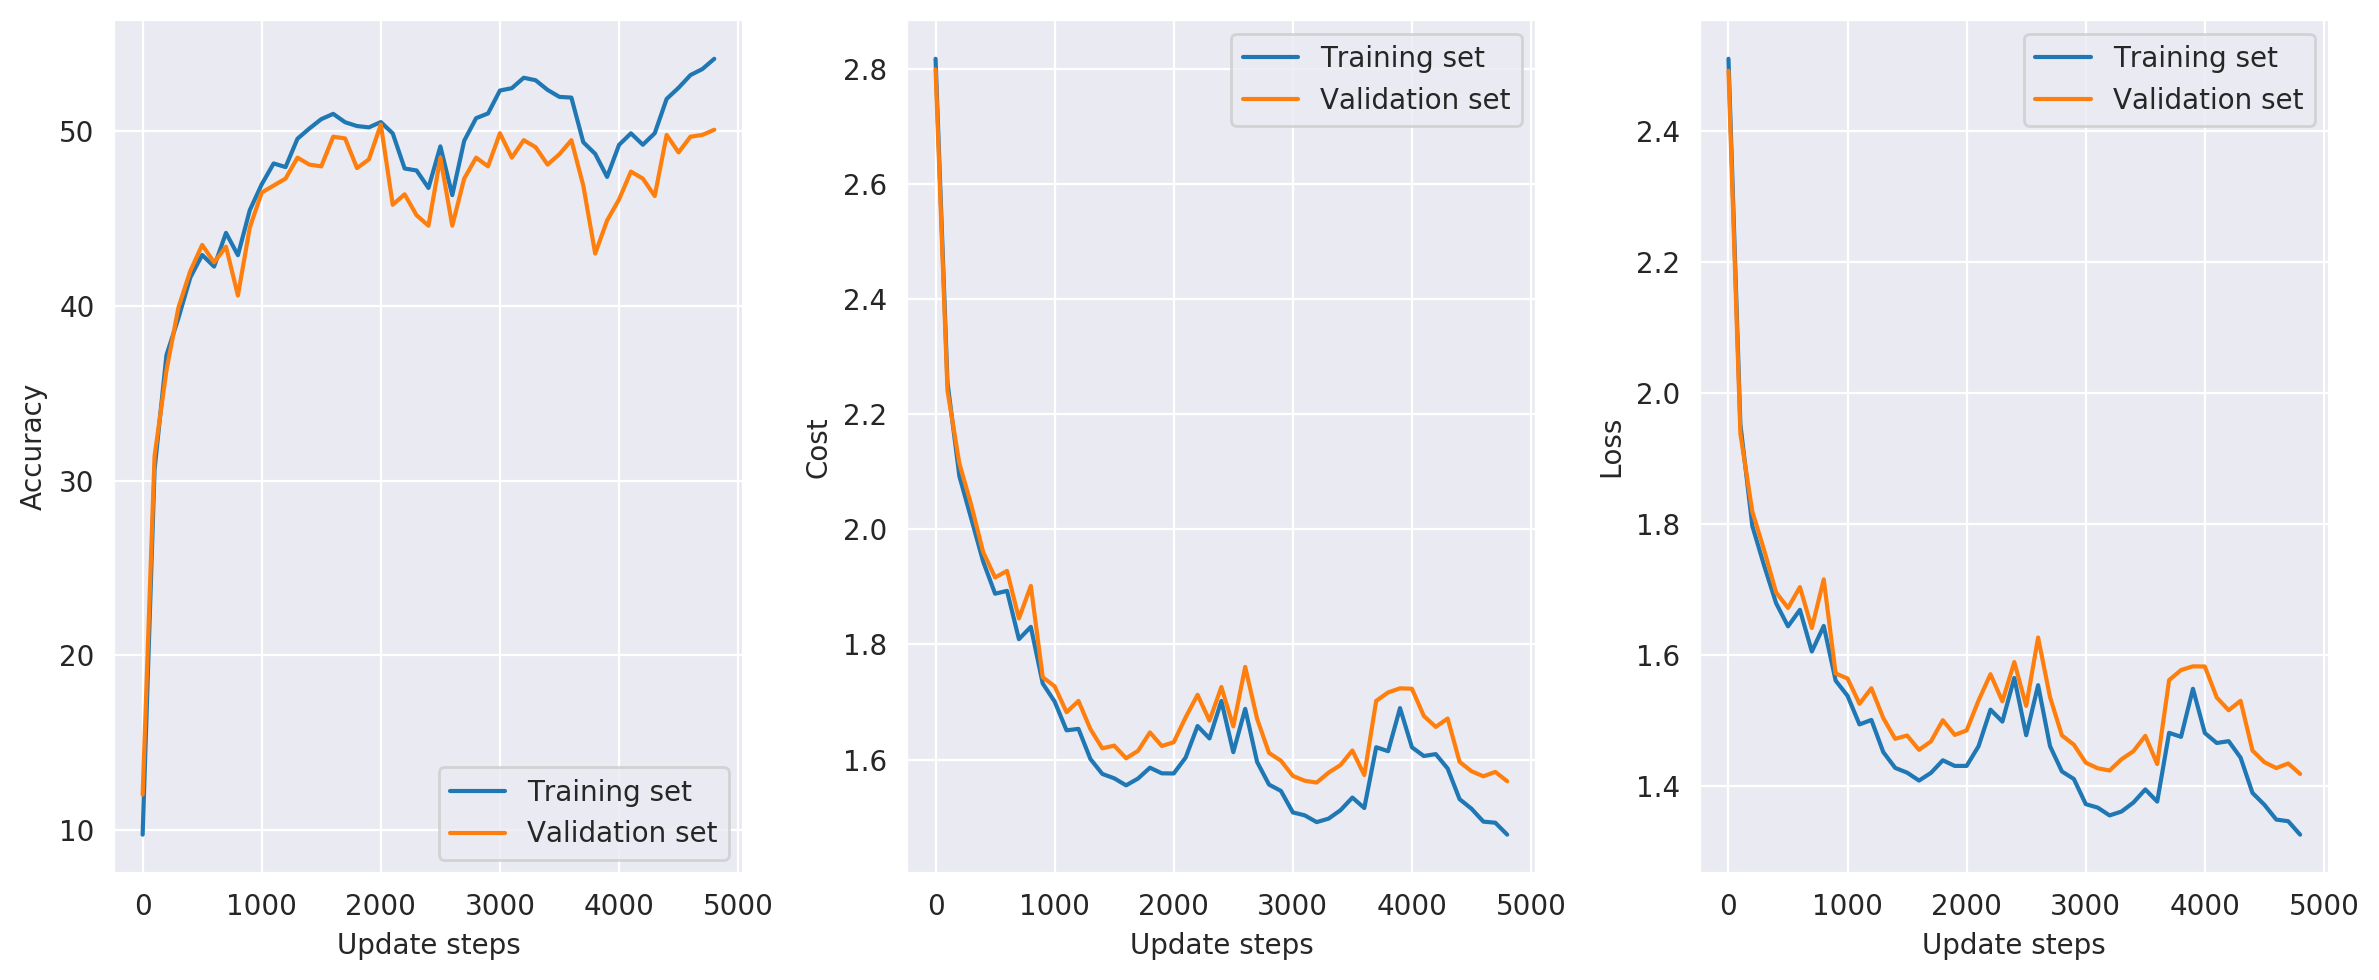 Accuracy
50
40
30
20
10
0 1000 2000 3000 4000 5000
Update steps
Training set
Validation set
Cost
2.8
2.6
2.4
2.2
2.0
1.8
1.6
0 1000 2000 3000 4000 5000
Update steps
Training set
Validation set
Loss
2.4
2.2
2.0
1.8
1.6
1.4
0 1000 2000 3000 4000 5000
Update steps
Training set
Validation set